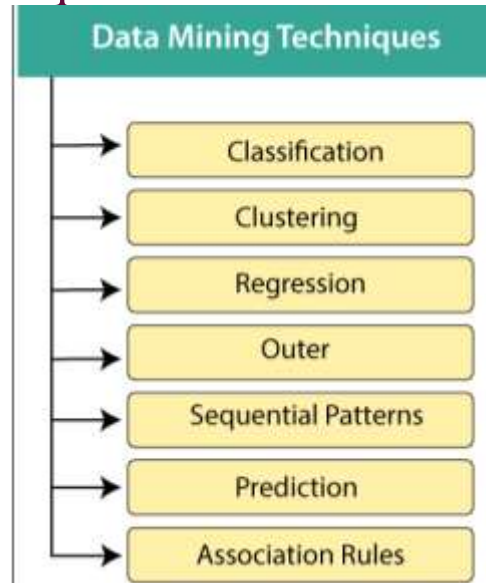 Data Mining Techniques
Classification
Clustering
Regression
Outer
Sequential Patterns
Prediction
Association Rules